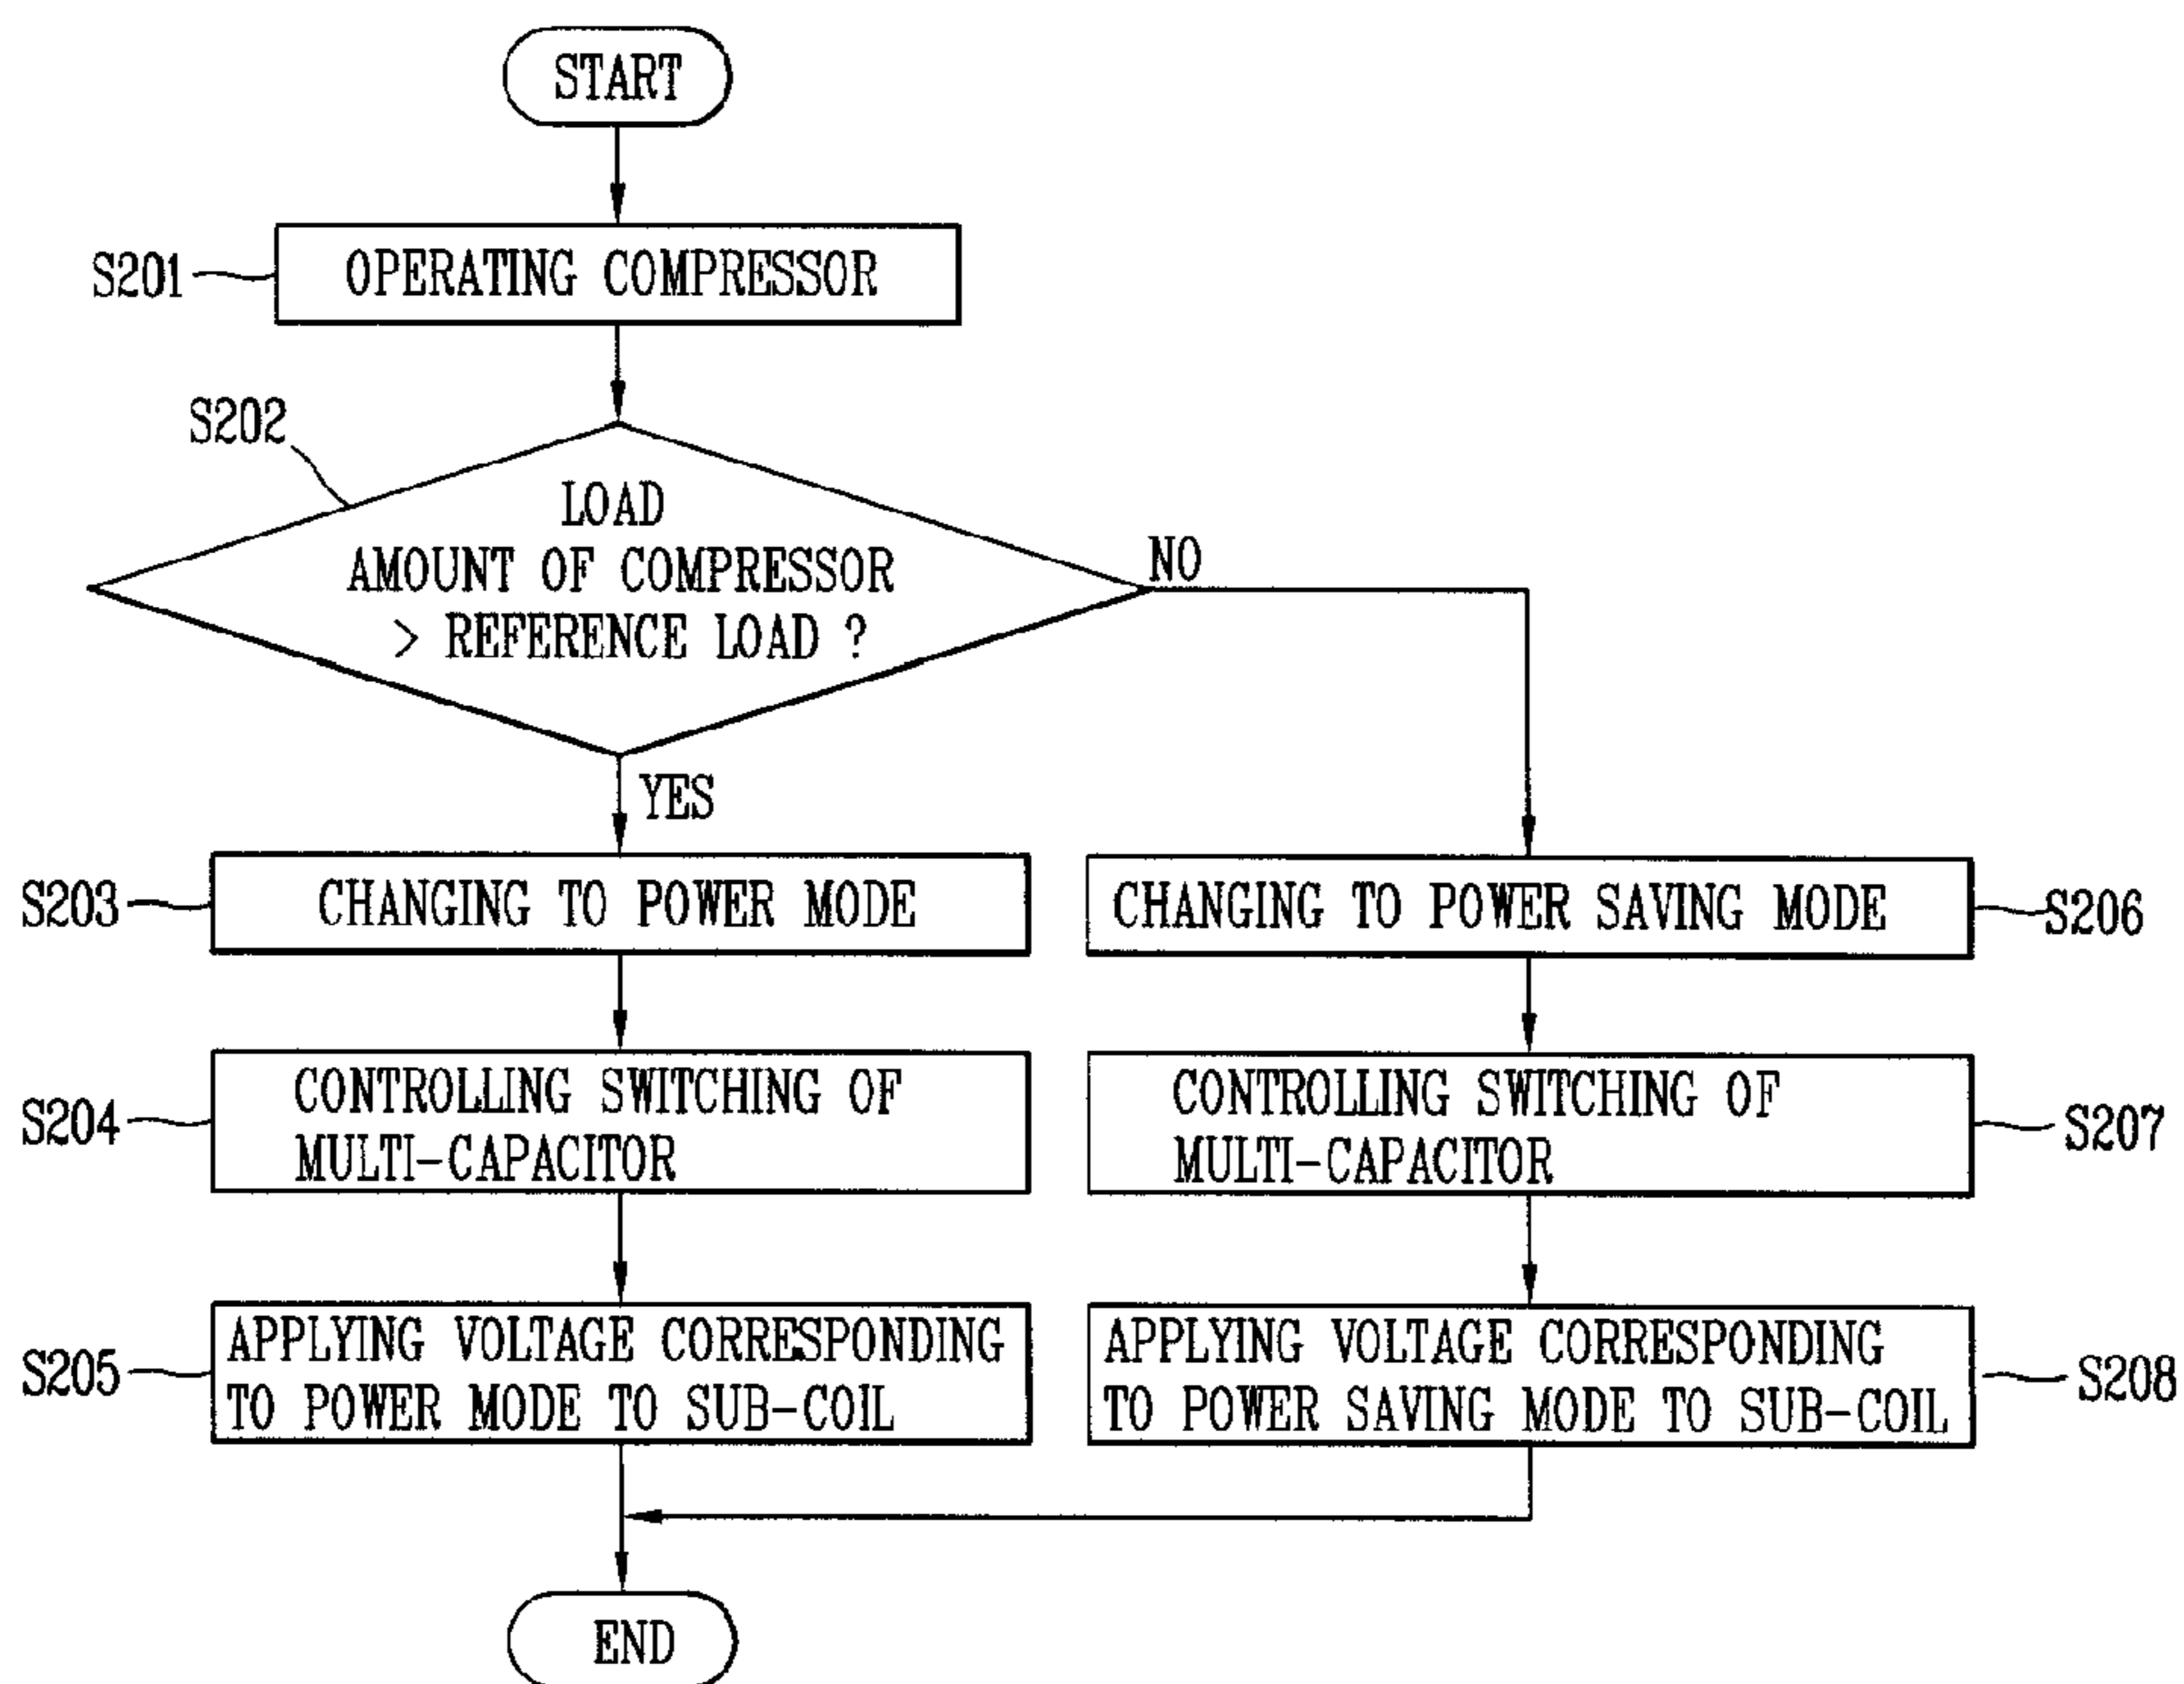 START
S201
OPERATING COMPRESSOR
S202
LOAD
AMOUNT OF COMPRESSOR
> REFERENCE LOAD ?
NO
YES
S203
CHANGING TO POWER MODE
CHANGING TO POWER SAVING MODE
S206
S204
CONTROLLING SWITCHING OF
MULTI-CAPACITOR
CONTROLLING SWITCHING OF
MULTI-CAPACITOR
S207
S205
APPLYING VOLTAGE CORRESPONDING
TO POWER MODE TO SUB-COIL
APPLYING VOLTAGE CORRESPONDING
TO POWER SAVING MODE TO SUB-COIL
S208
END